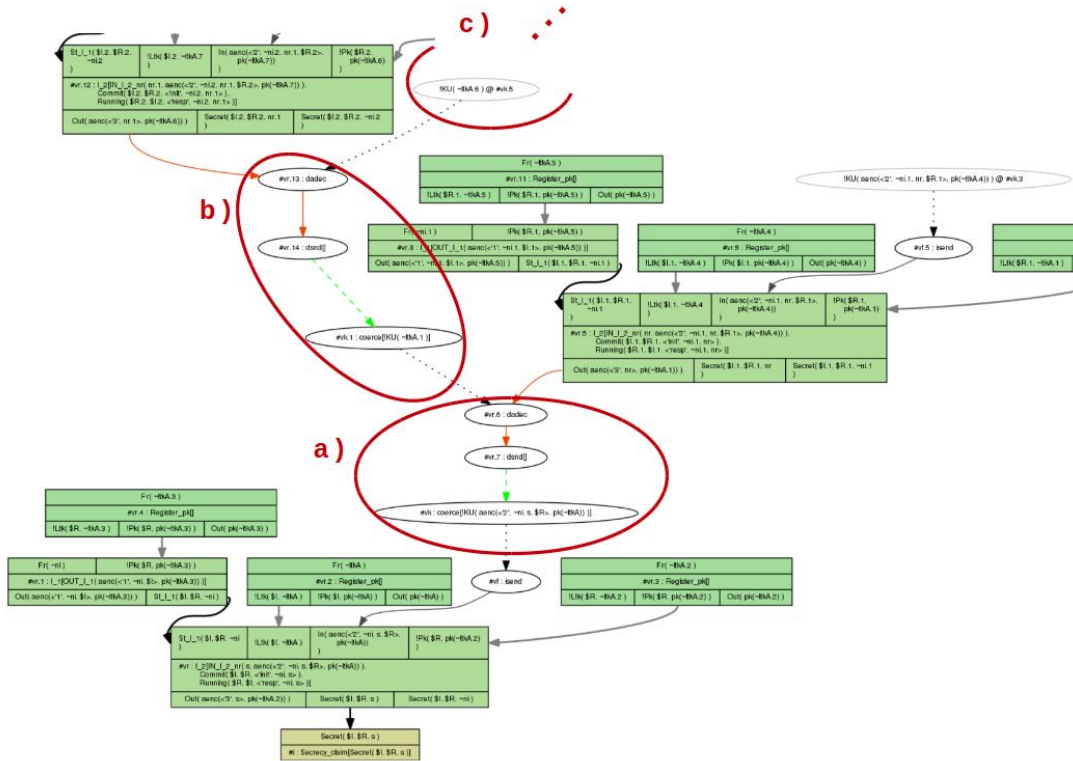 c )
St_I_1( $I.2, $R.2, ~ni.2 )
!Ltk( $I.2, ~ltkA.7 )
In( aenc(<'2', ~ni.2, nr.1, $R.2>, pk(~ltkA.7)) )
!Pk( $R.2, pk(~ltkA.6) )
#vr.12 : I_2[IN_I_2_nr( nr.1, aenc(<'2', ~ni.2, nr.1, $R.2>, pk(~ltkA.7)) ),
Commit( $I.2, $R.2, <'init', ~ni.2, nr.1> ),
Running( $R.2, $I.2, <'resp', ~ni.2, nr.1> )]
Out( aenc(<'3', nr.1>, pk(~ltkA.6)) )
Secret( $I.2, $R.2, nr.1 )
Secret( $I.2, $R.2, ~ni.2 )
!KU( ~ltkA.6 ) @ #vk.5
b )
#vr.13 : dadec
#vr.14 : dsnd[]
#vk.1 : coerce[!KU( ~ltkA.1 )]
Fr( ~ltkA.5 )
#vr.11 : Register_pk[]
!Ltk( $R.1, ~ltkA.5 )
!Pk( $R.1, pk(~ltkA.5) )
Out( pk(~ltkA.5) )
!KU( aenc(<'2', ~ni.1, nr, $R.1>, pk(~ltkA.4)) ) @ #vk.3
Fr( ~ni.1 )
!Pk( $R.1, pk(~ltkA.5) )
#vr.8 : I_1[OUT_I_1( aenc(<'1', ~ni.1, $I.1>, pk(~ltkA.5)) )]
Out( aenc(<'1', ~ni.1, $I.1>, pk(~ltkA.5)) )
St_I_1( $I.1, $R.1, ~ni.1 )
Fr( ~ltkA.4 )
#vr.9 : Register_pk[]
!Ltk( $I.1, ~ltkA.4 )
!Pk( $I.1, pk(~ltkA.4) )
Out( pk(~ltkA.4) )
#vf.5 : isend
!Ltk( $R.1, ~ltkA.1 )
St_I_1( $I.1, $R.1, ~ni.1 )
!Ltk( $I.1, ~ltkA.4 )
In( aenc(<'2', ~ni.1, nr, $R.1>, pk(~ltkA.4)) )
!Pk( $R.1, pk(~ltkA.1) )
#vr.5 : I_2[IN_I_2_nr( nr, aenc(<'2', ~ni.1, nr, $R.1>, pk(~ltkA.4)) ),
Commit( $I.1, $R.1, <'init', ~ni.1, nr> ),
Running( $R.1, $I.1, <'resp', ~ni.1, nr> )]
Out( aenc(<'3', nr>, pk(~ltkA.1)) )
Secret( $I.1, $R.1, nr )
Secret( $I.1, $R.1, ~ni.1 )
a )
#vr.6 : dadec
#vr.7 : dsnd[]
#vk : coerce[!KU( aenc(<'2', ~ni, s, $R>, pk(~ltkA)) )]
#vf : isend
Fr( ~ltkA.3 )
#vr.4 : Register_pk[]
!Ltk( $R, ~ltkA.3 )
!Pk( $R, pk(~ltkA.3) )
Out( pk(~ltkA.3) )
Fr( ~ni )
!Pk( $R, pk(~ltkA.3) )
#vr.1 : I_1[OUT_I_1( aenc(<'1', ~ni, $I>, pk(~ltkA.3)) )]
Out( aenc(<'1', ~ni, $I>, pk(~ltkA.3)) )
St_I_1( $I, $R, ~ni )
Fr( ~ltkA )
#vr.2 : Register_pk[]
!Ltk( $I, ~ltkA )
!Pk( $I, pk(~ltkA) )
Out( pk(~ltkA) )
Fr( ~ltkA.2 )
#vr.3 : Register_pk[]
!Ltk( $R, ~ltkA.2 )
!Pk( $R, pk(~ltkA.2) )
Out( pk(~ltkA.2) )
St_I_1( $I, $R, ~ni )
!Ltk( $I, ~ltkA )
In( aenc(<'2', ~ni, s, $R>, pk(~ltkA)) )
!Pk( $R, pk(~ltkA.2) )
#vr : I_2[IN_I_2_nr( s, aenc(<'2', ~ni, s, $R>, pk(~ltkA)) ),
Commit( $I, $R, <'init', ~ni, s> ),
Running( $R, $I, <'resp', ~ni, s> )]
Out( aenc(<'3', s>, pk(~ltkA.2)) )
Secret( $I, $R, s )
Secret( $I, $R, ~ni )
Secret( $I, $R, s )
#i : Secrecy_claim[Secret( $I, $R, s )]